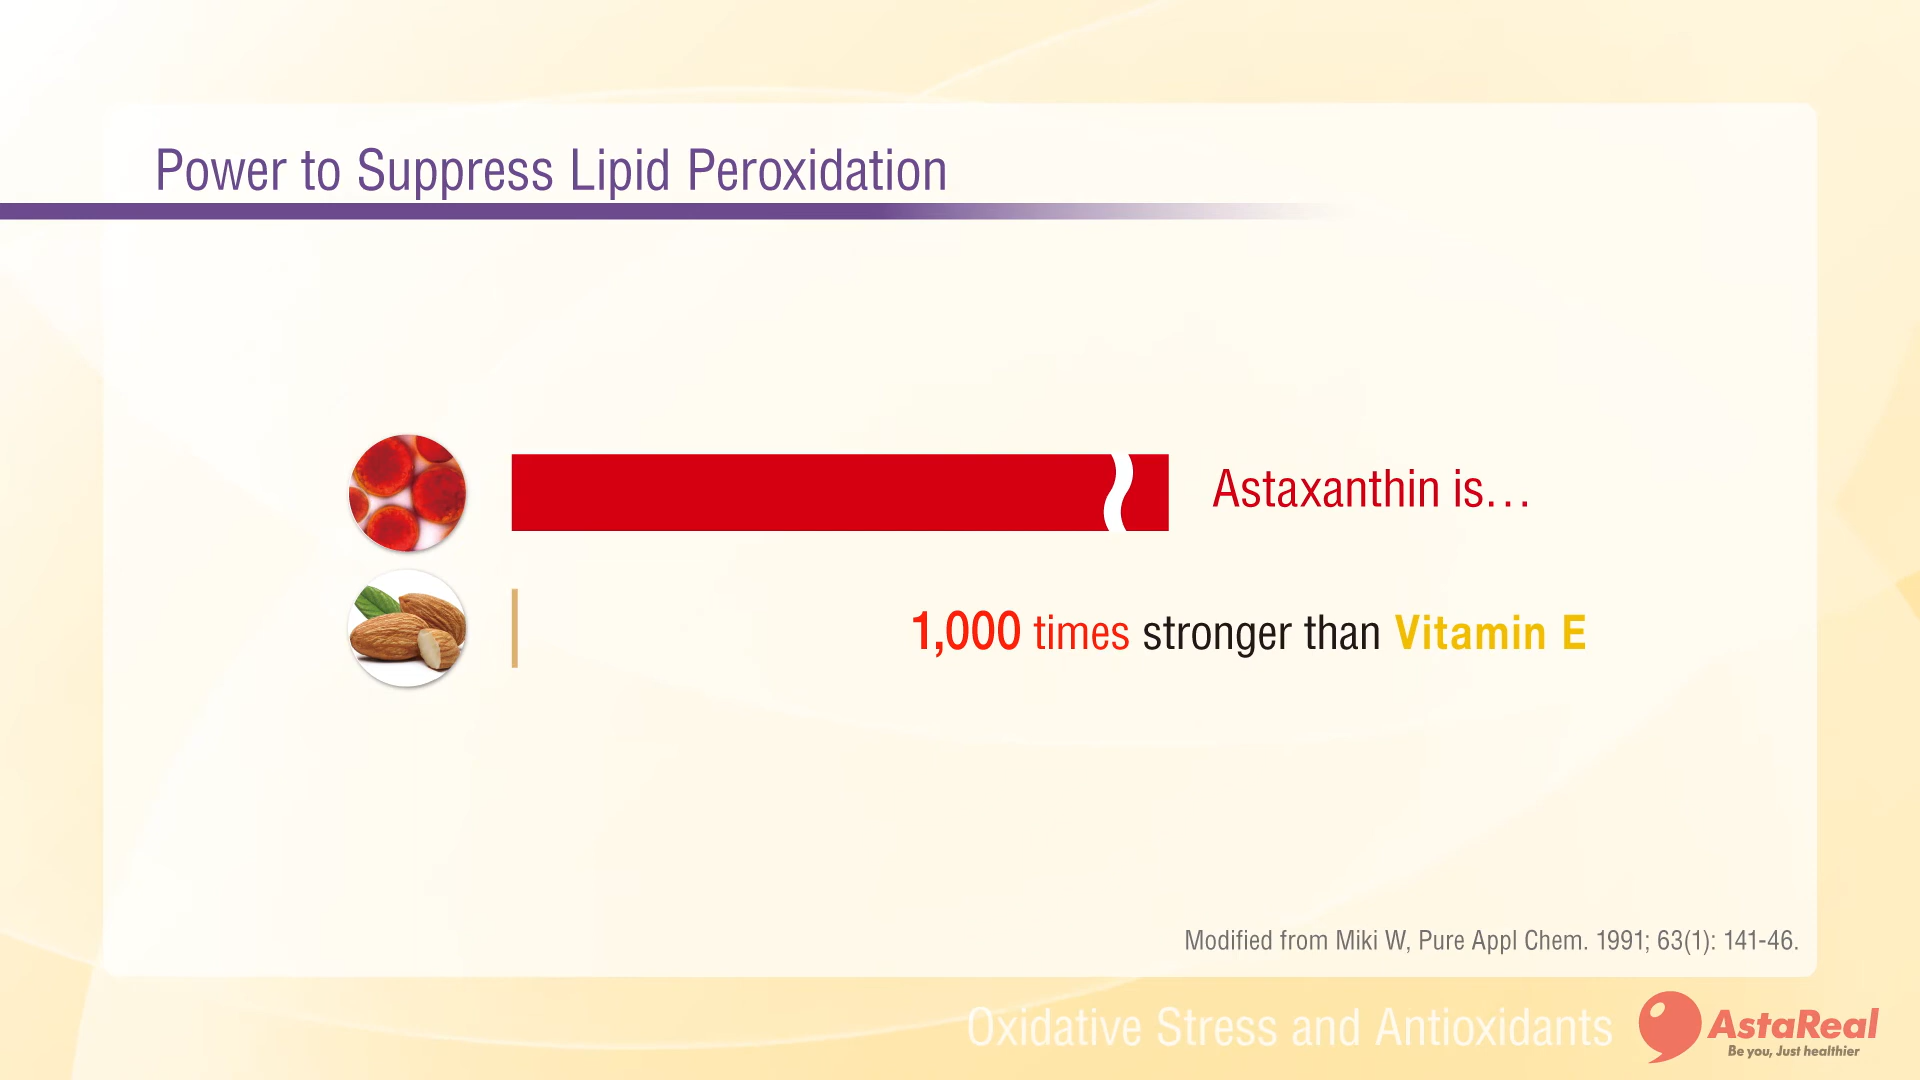 Power to Suppress Lipid Peroxidation
Astaxanthin is…
1,000 times stronger than Vitamin E
Modified from Miki W, Pure Appl Chem. 1991; 63(1): 141-46.
Oxidative Stress and Antioxidants
AstaReal
Be you, Just healthier